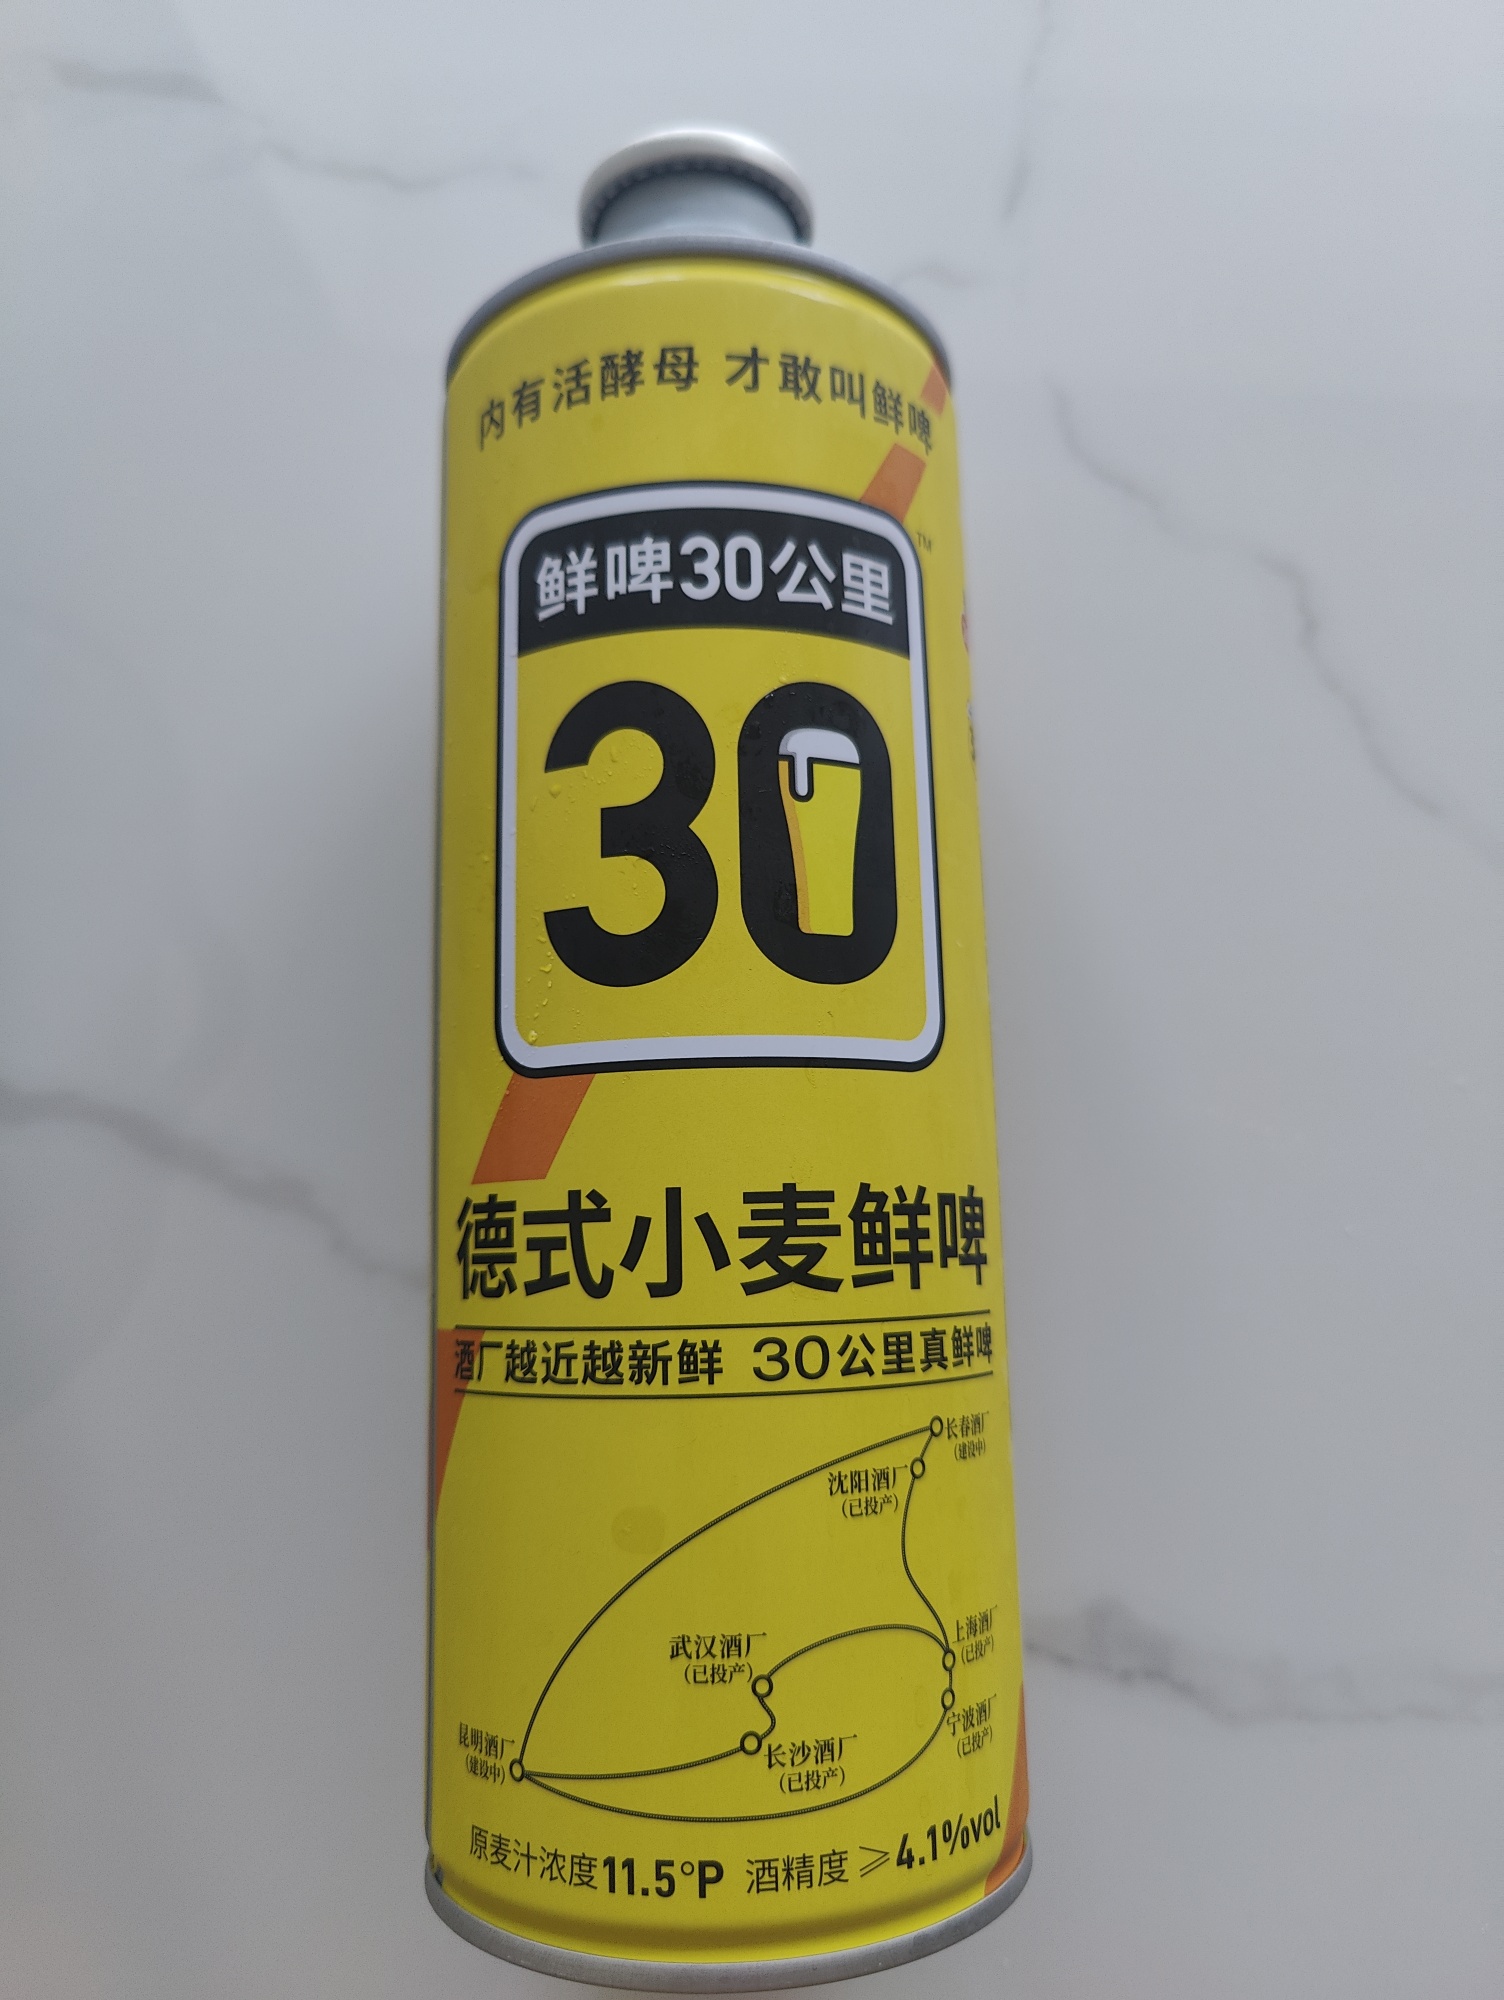 内有活酵母 才敢叫鲜啤
鲜啤30公里
TM
30
德式小麦鲜啤
酒厂越近越新鲜 30公里真鲜啤
长春酒厂
(建设中)
沈阳酒厂
(已投产)
上海酒厂
(已投产)
武汉酒厂
(已投产)
宁波酒厂
(已投产)
昆明酒厂
(建设中)
长沙酒厂
(已投产)
原麦汁浓度11.5°P 酒精度≥4.1%vol